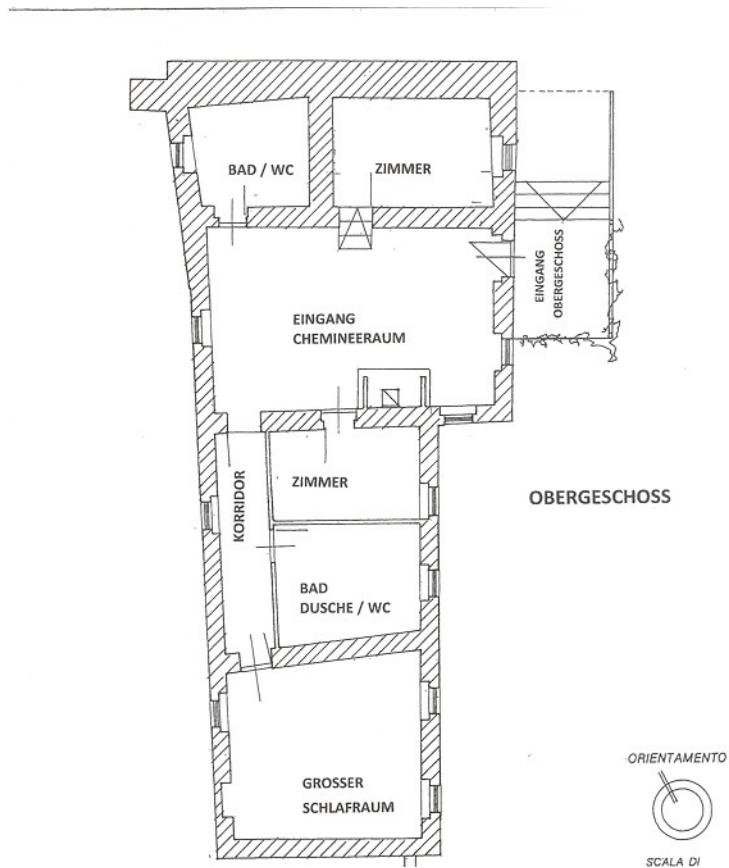 BAD / WC
ZIMMER
EINGANG
OBERGESCHOSS
EINGANG
CHEMINEERAUM
ZIMMER
KORRIDOR
OBERGESCHOSS
BAD
DUSCHE / WC
GROSSER
SCHLAFRAUM
ORIENTAMENTO
SCALA DI